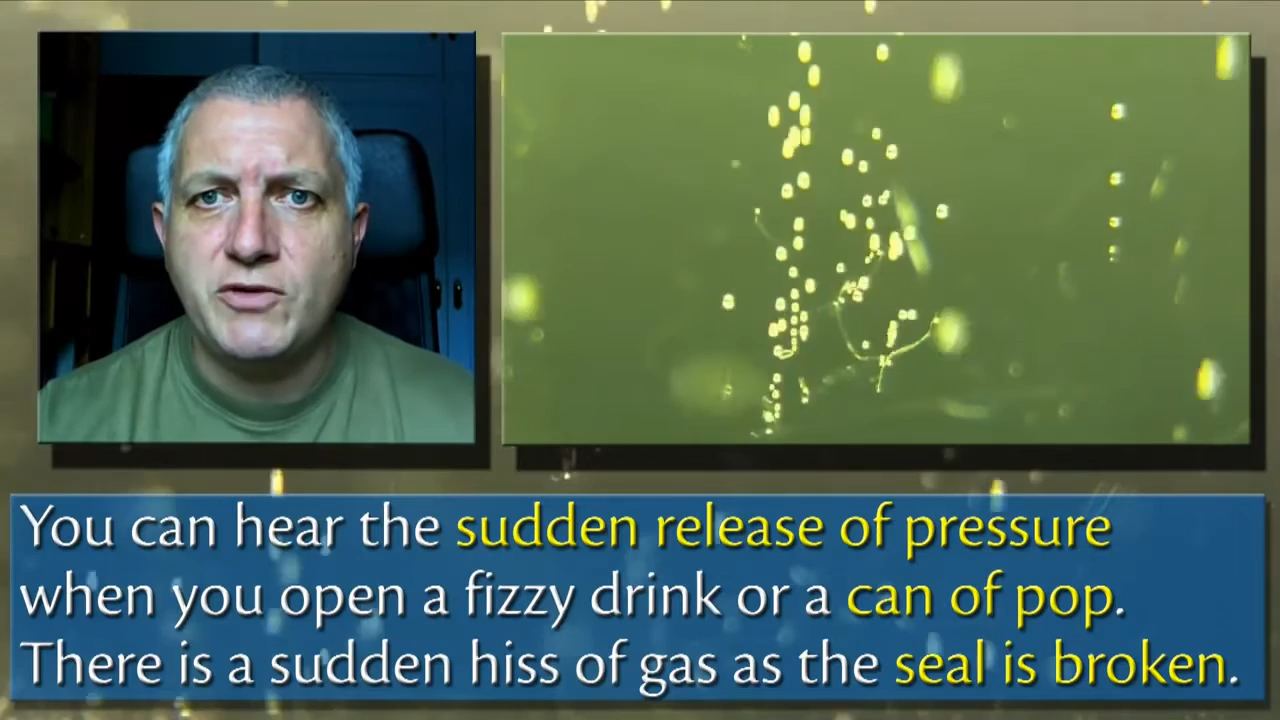 You can hear the sudden release of pressure
when you open a fizzy drink or a can of pop.
There is a sudden hiss of gas as the seal is broken.